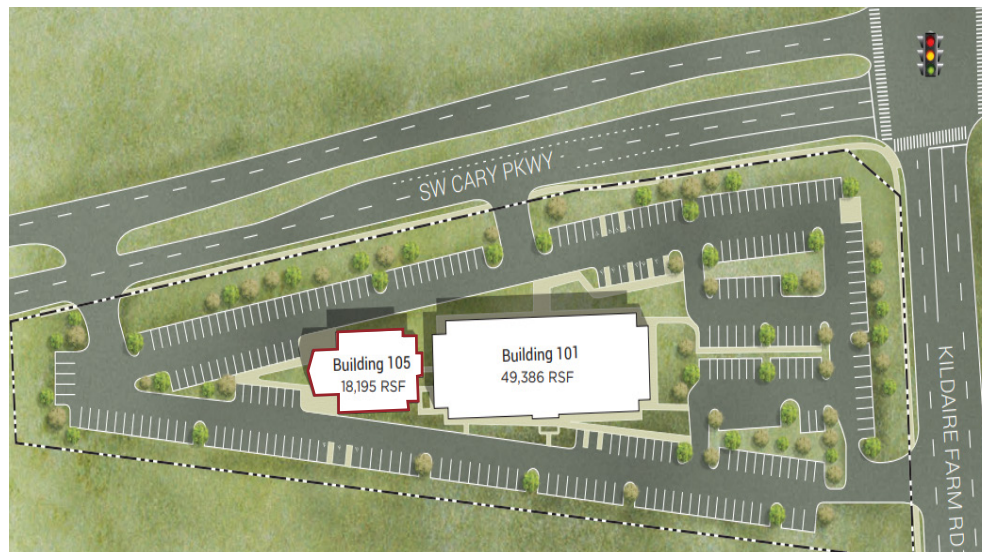 SW CARY PKWY
Building 105
18,195 RSF
Building 101
49,386 RSF
KILDAIRE FARM RD